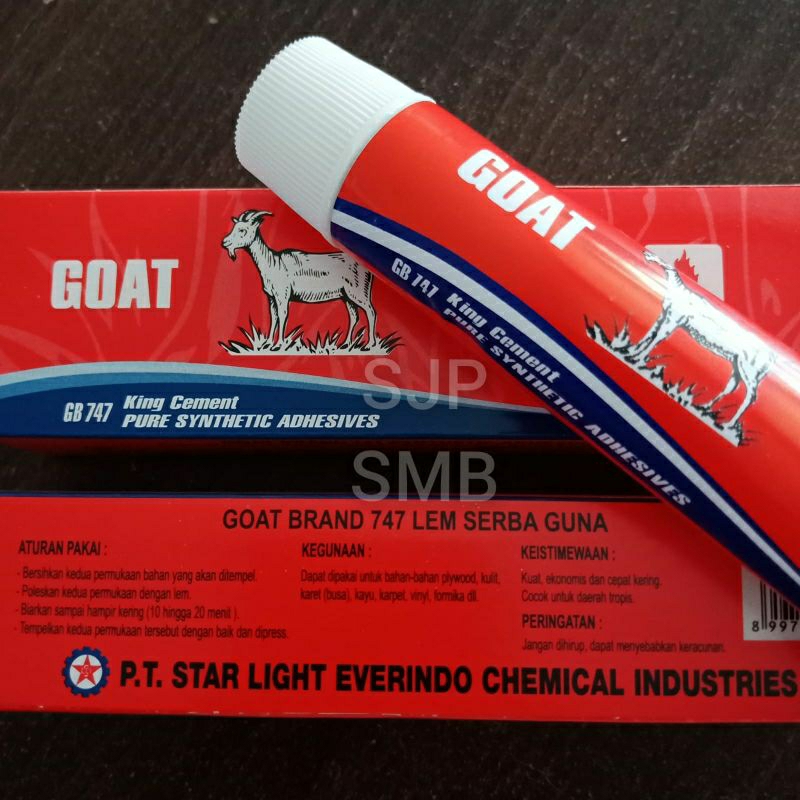 GOAT
GB 747 King Cement
PURE SYNTHETIC ADHESIVES
GOAT
GB 747 King Cement
PURE SYNTHETIC ADHESIVES
SJP
SMB
GOAT BRAND 747 LEM SERBA GUNA
ATURAN PAKAI :
- Bersihkan kedua permukaan bahan yang akan ditempel.
- Poleskan kedua permukaan dengan lem.
- Biarkan sampai hampir kering (10 hingga 20 menit ).
- Tempelkan kedua permukaan tersebut dengan baik dan dipress.
KEGUNAAN :
Dapat dipakai untuk bahan-bahan plywood, kulit,
karet (busa), kayu, karpet, vinyl, formika dll.
KEISTIMEWAAN :
Kuat, ekonomis dan cepat kering.
Cocok untuk daerah tropis.
PERINGATAN :
Jangan dihirup, dapat menyebabkan keracunan.
8 997
P.T. STAR LIGHT EVERINDO CHEMICAL INDUSTRIES